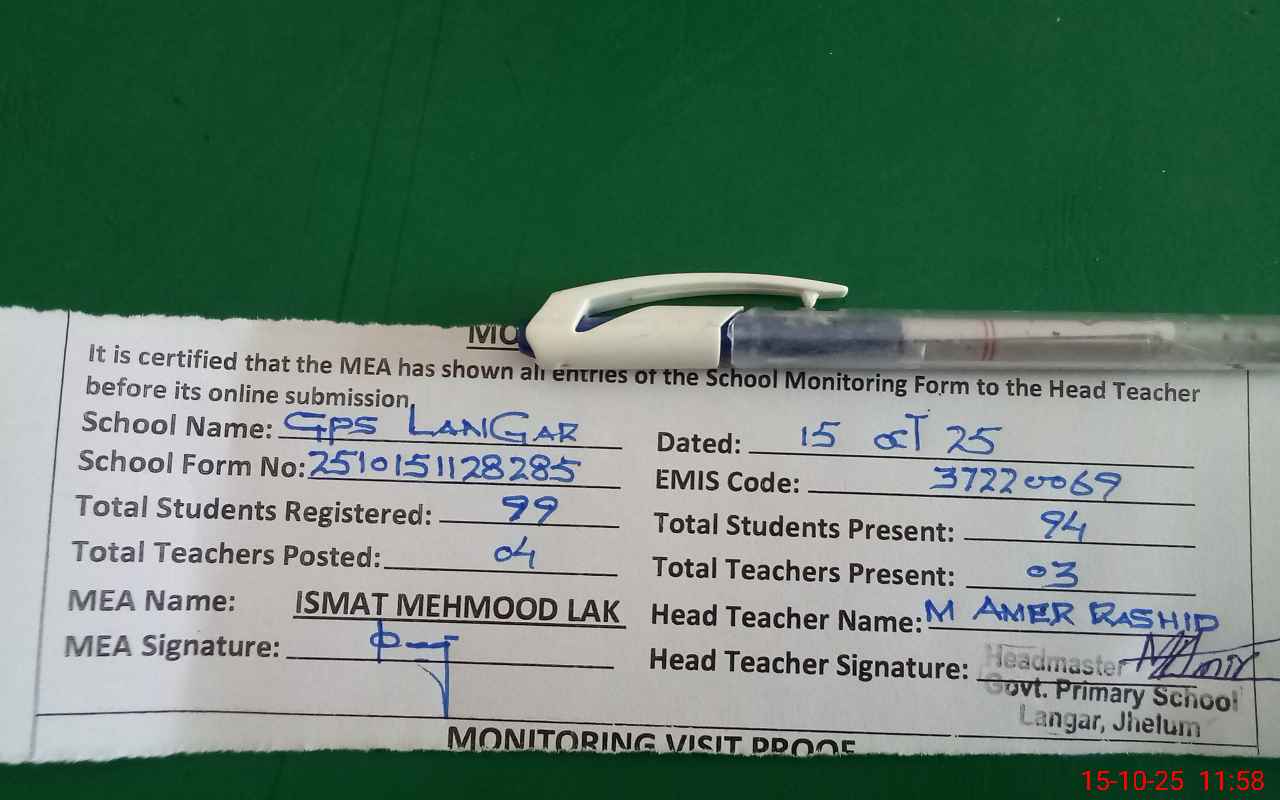 MO
It is certified that the MEA has shown all entries of the School Monitoring Form to the Head Teacher
before its online submission.
School Name: GPS LANGAR Dated: 15 OCT 25
School Form No: 2510151128285 EMIS Code: 37220069
Total Students Registered: 99 Total Students Present: 94
Total Teachers Posted: 04 Total Teachers Present: 03
MEA Name: ISMAT MEHMOOD LAK Head Teacher Name: M AMER RASHID
MEA Signature: Head Teacher Signature:
Headmaster
Govt. Primary School
Langar, Jhelum
MONITORING VISIT PROOF
15-10-25 11:58